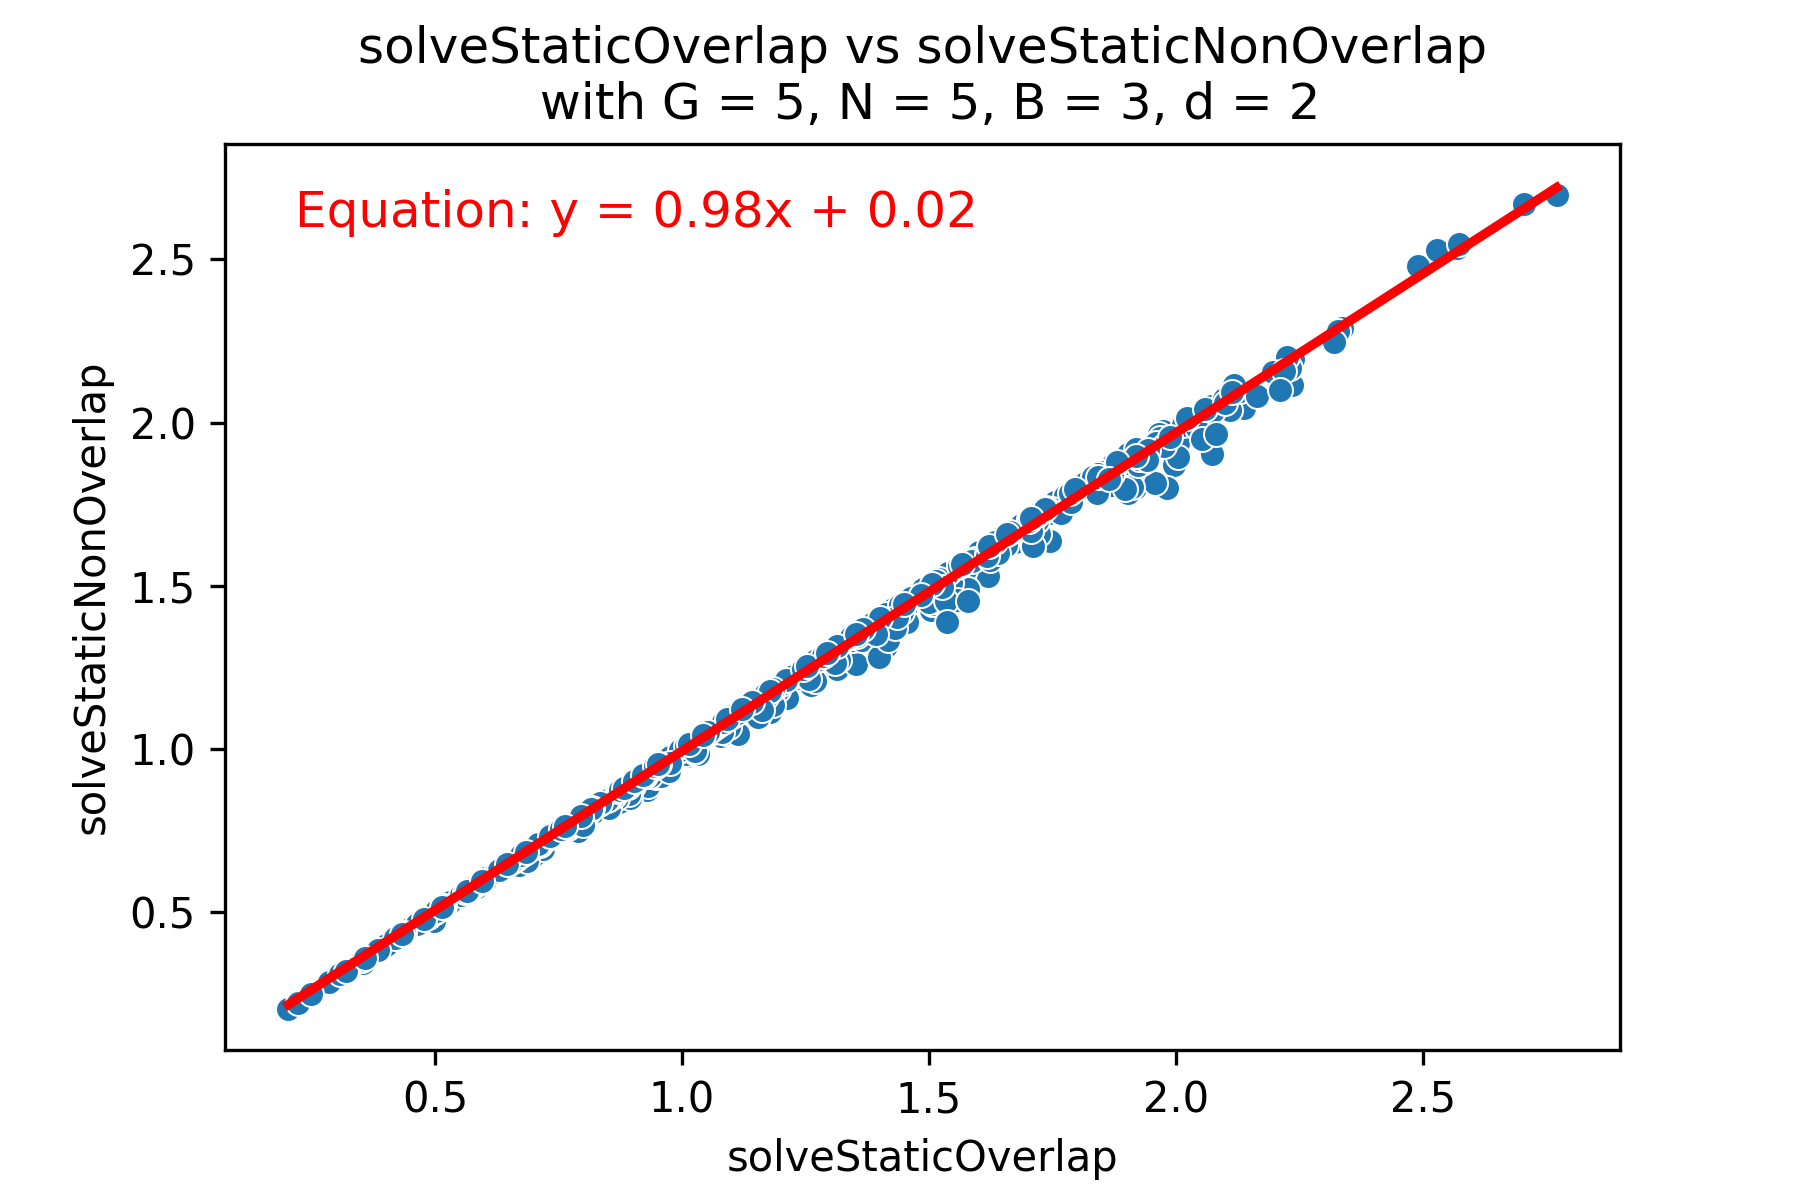 solveStaticOverlap vs solveStaticNonOverlap
with G = 5, N = 5, B = 3, d = 2
Equation: y = 0.98x + 0.02
solveStaticNonOverlap
2.5
2.0
1.5
1.0
0.5
0.5 1.0 1.5 2.0 2.5
solveStaticOverlap